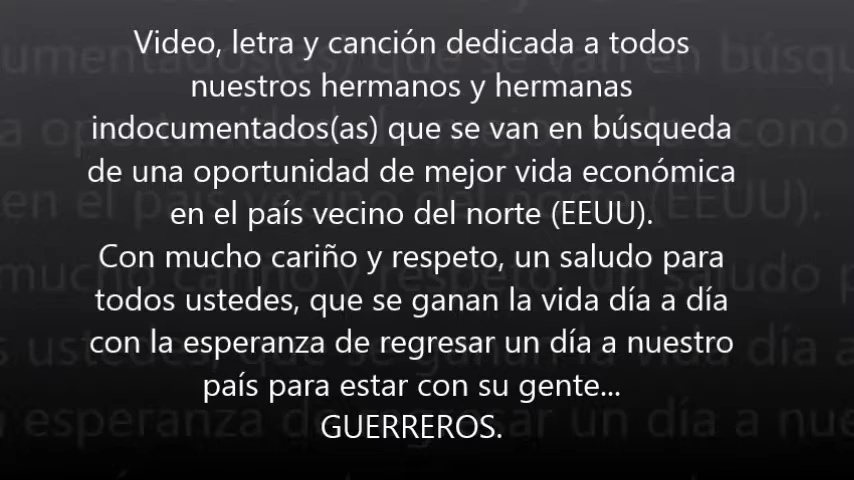 Video, letra y canción dedicada a todos
nuestros hermanos y hermanas
indocumentados(as) que se van en búsqueda
de una oportunidad de mejor vida económica
en el país vecino del norte (EEUU).
Con mucho cariño y respeto, un saludo para
todos ustedes, que se ganan la vida día a día
con la esperanza de regresar un día a nuestro
país para estar con su gente...
GUERREROS.